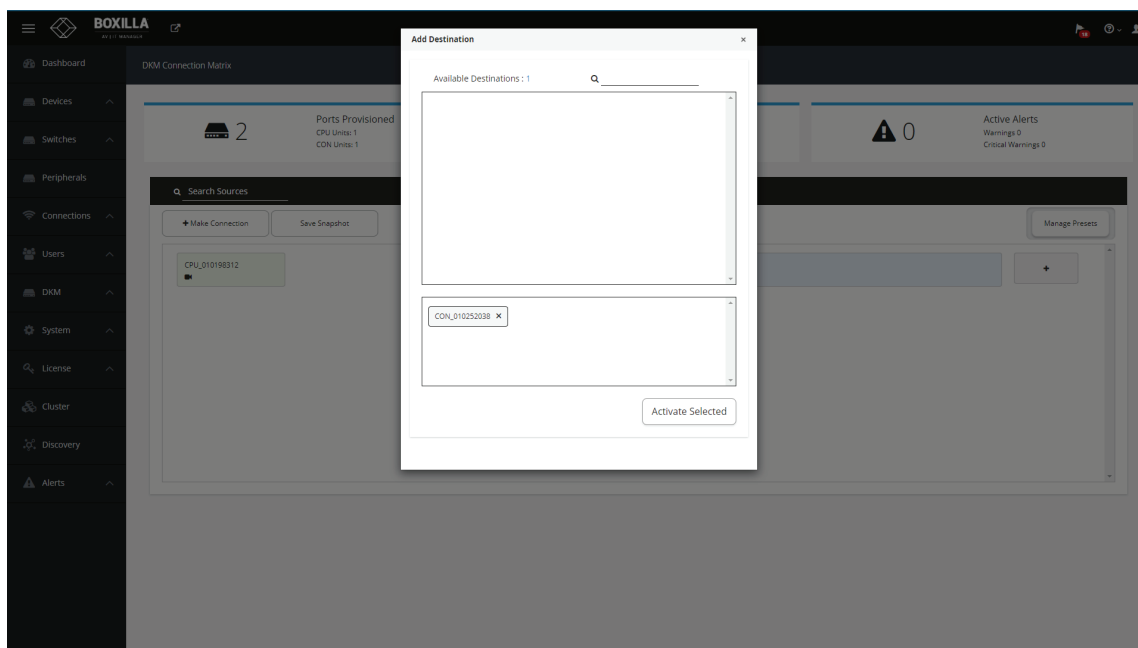 BOXILLA
Add Destination
×
10
Dashboard
DKM Connection Matrix
Available Destinations : 1
Devices
Ports Provisioned
CPU Units: 1
CON Units: 1
2
0
Active Alerts
Warnings 0
Critical Warnings 0
Switches
Peripherals
Search Sources
Connections
+ Make Connection
Save Snapshot
Manage Presets
Users
CPU_010198312
+
DKM
CON_010252038 ×
System
License
Cluster
Activate Selected
Discovery
Alerts